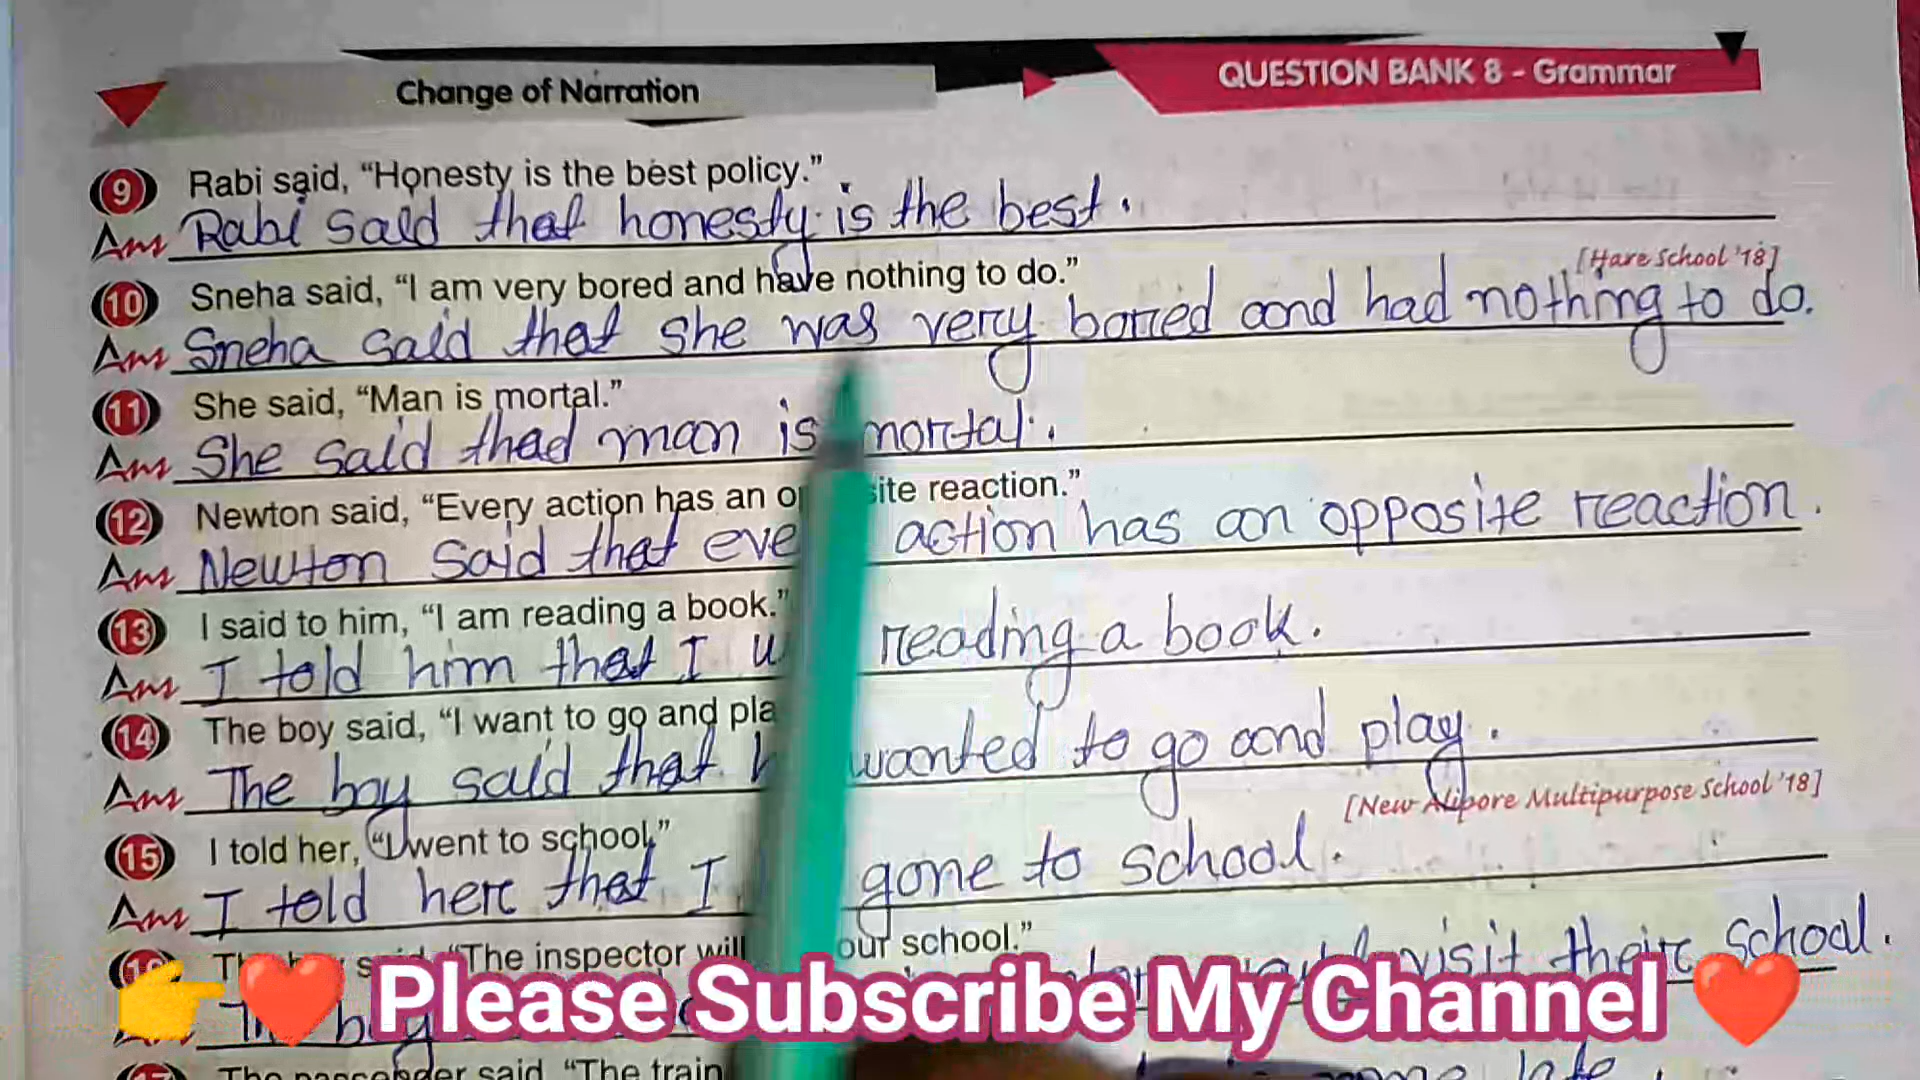 Change of Narration
QUESTION BANK 8 - Grammar
9 Rabi said, “Honesty is the best policy.”
Ans Rabi said that honesty is the best.
[Hare School '18]
10 Sneha said, “I am very bored and have nothing to do.”
Ans Sneha said that she was very borred and had nothing to do.
11 She said, “Man is mortal.”
Ans She said that man is mortal.
12 Newton said, “Every action has an site reaction.”
Ans Newton said that eve action has an opposite reaction.
13 I said to him, “I am reading a book.”
Ans I told him that I reading a book.
14 The boy said, “I want to go and pla
Ans The boy said that wanted to go and play.
[New Alipore Multipurpose School '18]
15 I told her, “I went to school.”
Ans I told her that I gone to school.
“The inspector will our school.”
visit their school.
👉❤️ Please Subscribe My Channel ❤️
said, “The train
late.